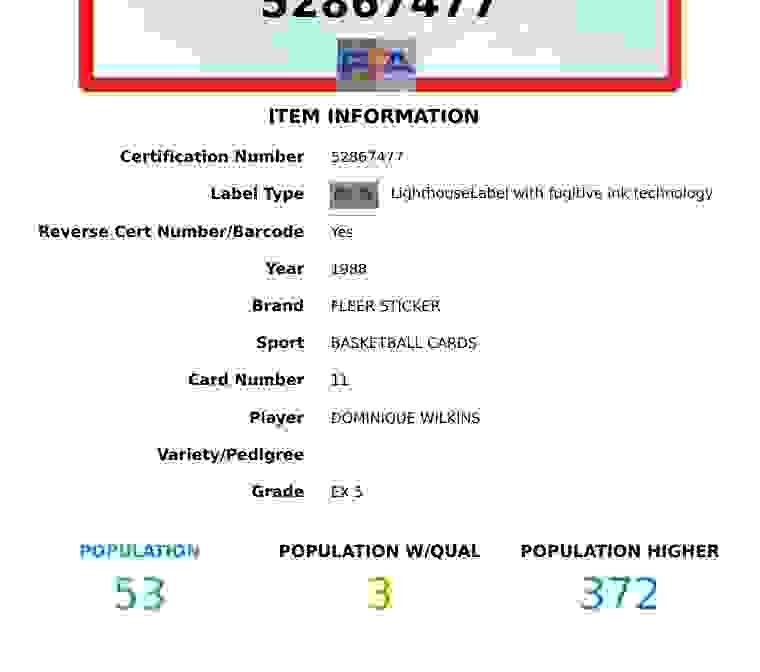 52867477
PSA
ITEM INFORMATION
Certification Number 52867477
Label Type LighthouseLabel with fugitive ink technology
Reverse Cert Number/Barcode Yes
Year 1988
Brand FLEER STICKER
Sport BASKETBALL CARDS
Card Number 11
Player DOMINIQUE WILKINS
Variety/Pedigree
Grade EX 5
POPULATION POPULATION W/QUAL POPULATION HIGHER
53 3 372